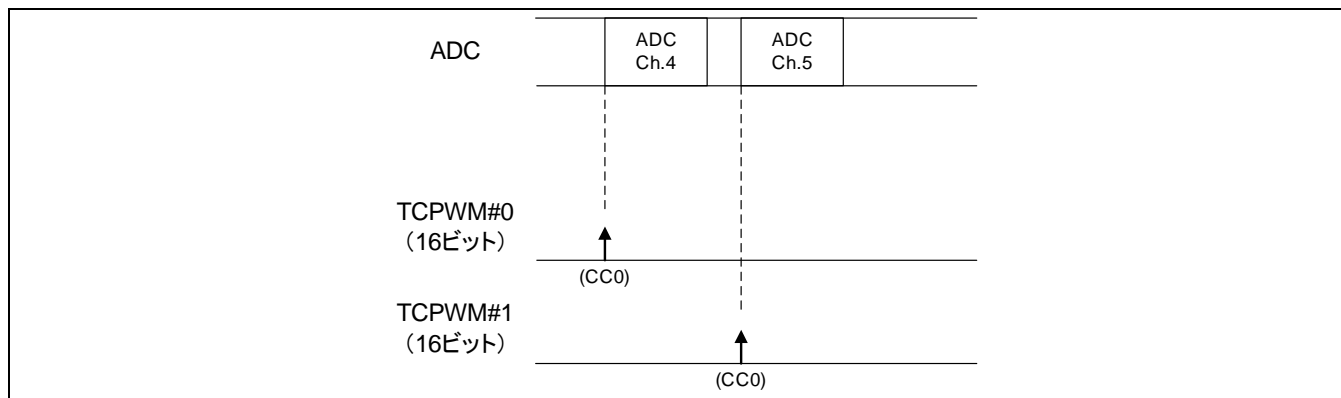 ADC
ADC
Ch.4
ADC
Ch.5
TCPWM#0
（16ビット）
(CC0)
TCPWM#1
（16ビット）
(CC0)